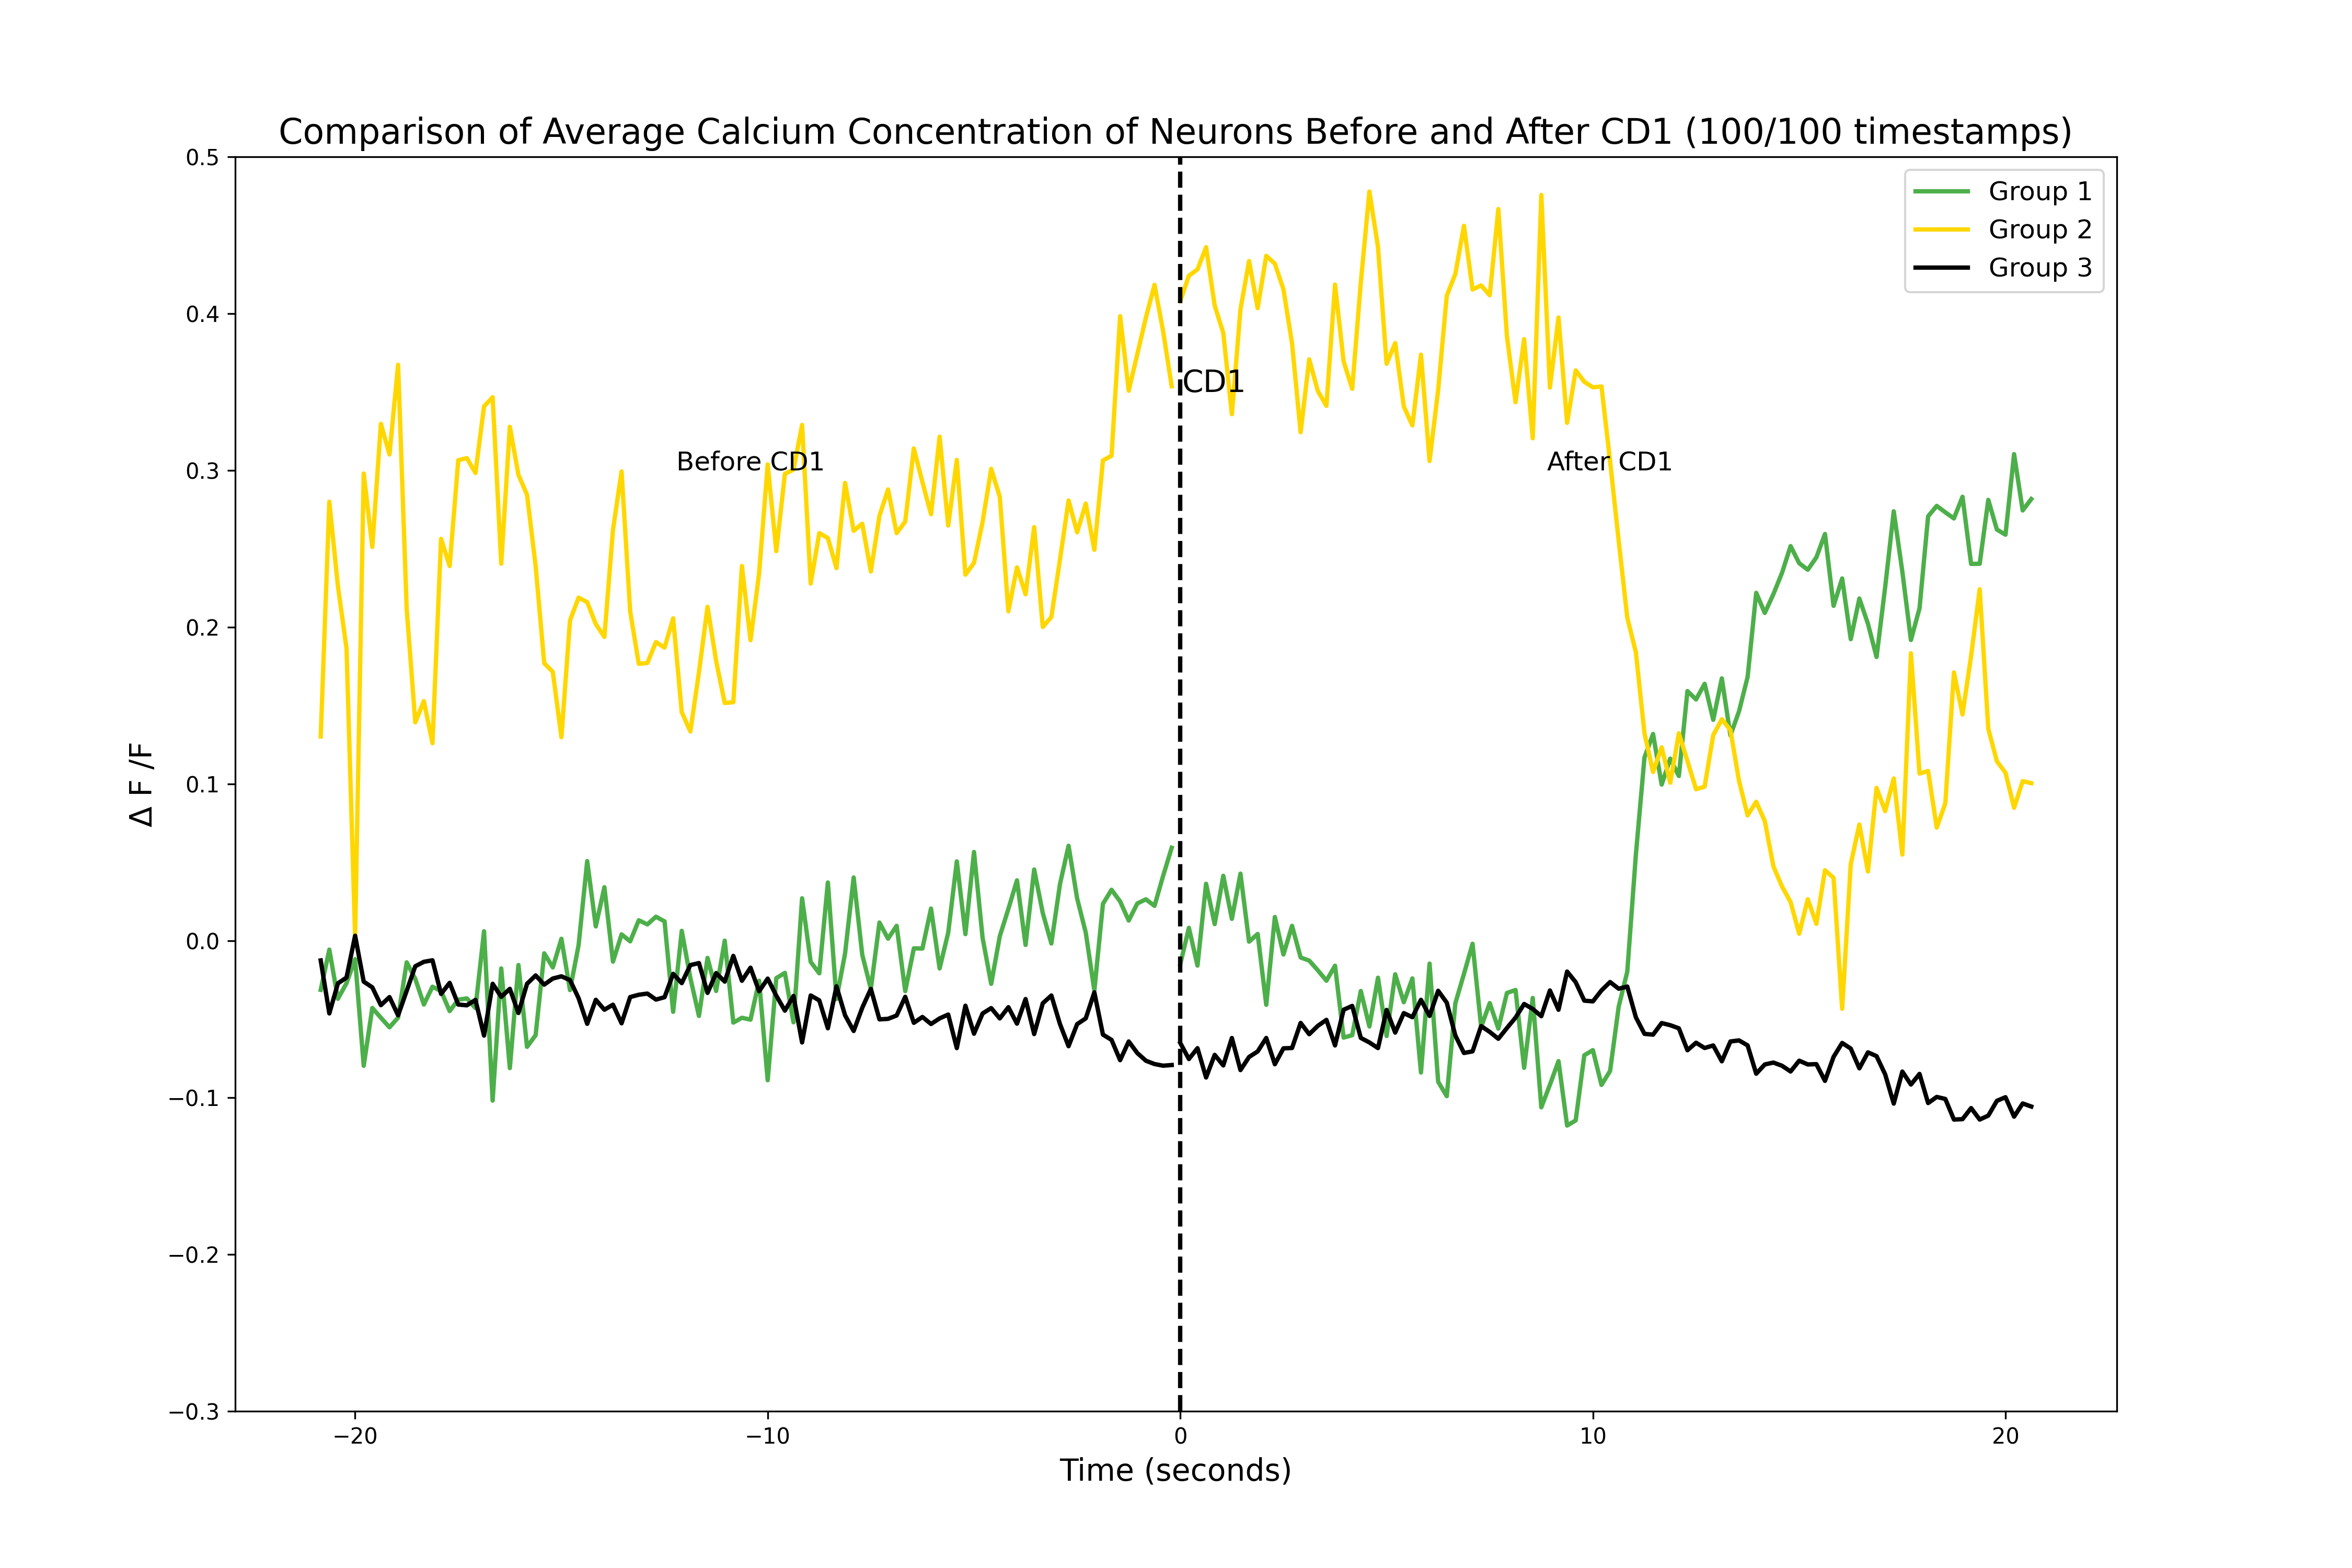 Comparison of Average Calcium Concentration of Neurons Before and After CD1 (100/100 timestamps)
Group 1
Group 2
Group 3
CD1
Before CD1
After CD1
Δ F /F
0.5
0.4
0.3
0.2
0.1
0.0
−0.1
−0.2
−0.3
−20
−10
0
10
20
Time (seconds)